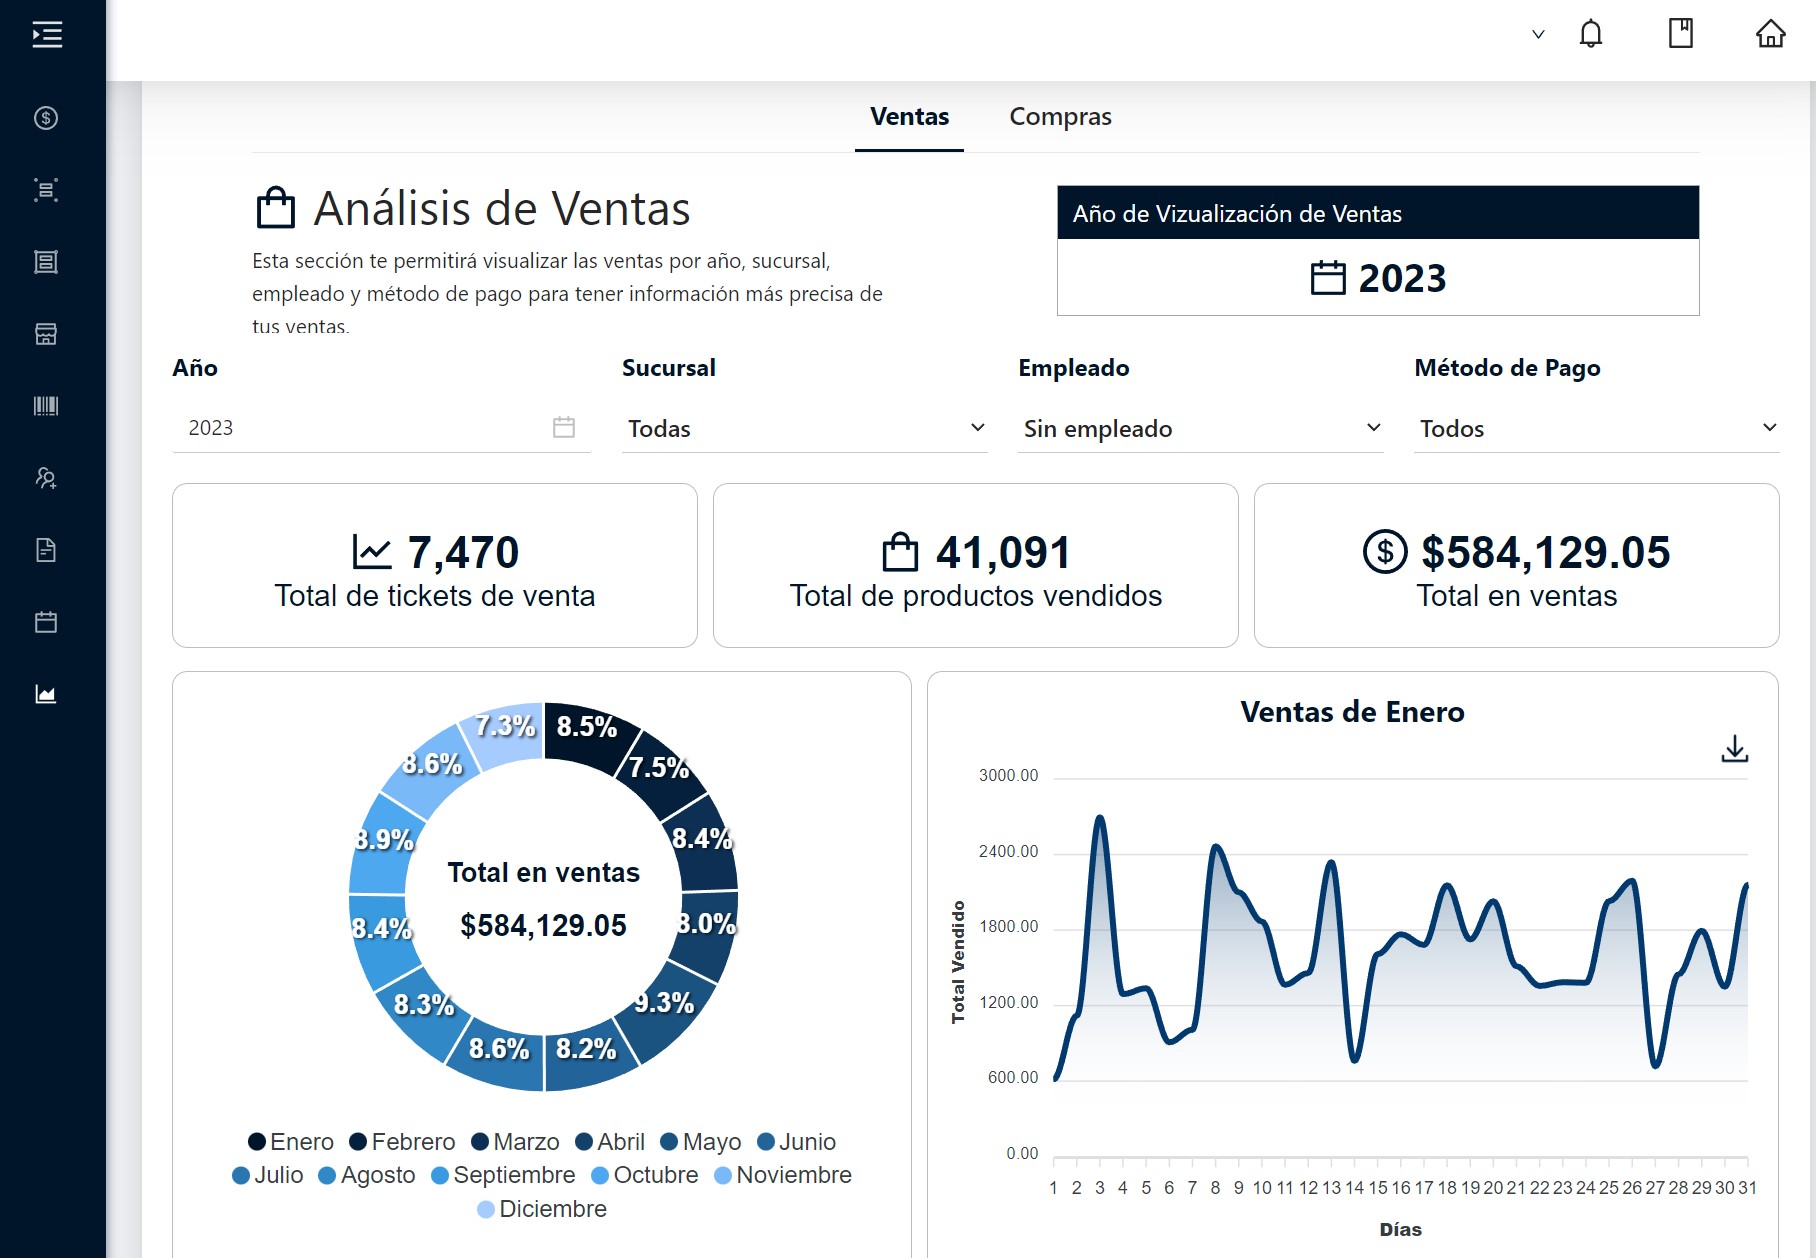 Ventas Compras
Análisis de Ventas
Esta sección te permitirá visualizar las ventas por año, sucursal,
empleado y método de pago para tener información más precisa de
tus ventas.
Año de Vizualización de Ventas
2023
Año Sucursal Empleado Método de Pago
2023 Todas Sin empleado Todos
7,470
Total de tickets de venta
41,091
Total de productos vendidos
$584,129.05
Total en ventas
7.3% 8.5%
8.6% 7.5%
8.9% 8.4%
8.4% 8.0%
8.3% 9.3%
8.6% 8.2%
Total en ventas
$584,129.05
Enero Febrero Marzo Abril Mayo Junio
Julio Agosto Septiembre Octubre Noviembre
Diciembre
Ventas de Enero
3000.00
2400.00
1800.00
1200.00
600.00
0.00
Total Vendido
1 2 3 4 5 6 7 8 9 10 11 12 13 14 15 16 17 18 19 20 21 22 23 24 25 26 27 28 29 30 31
Días